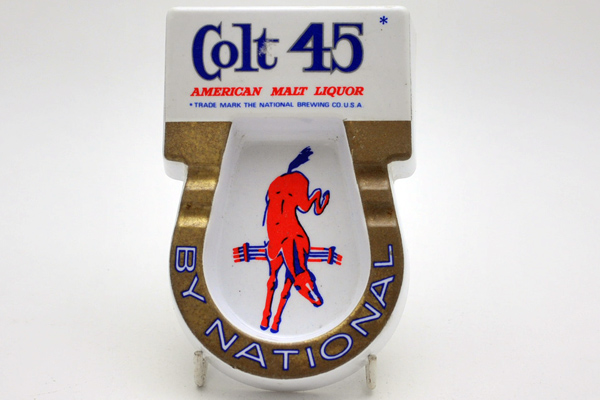 Colt 45 *
AMERICAN MALT LIQUOR
* TRADE MARK THE NATIONAL BREWING CO. U.S.A.
BY NATIONAL